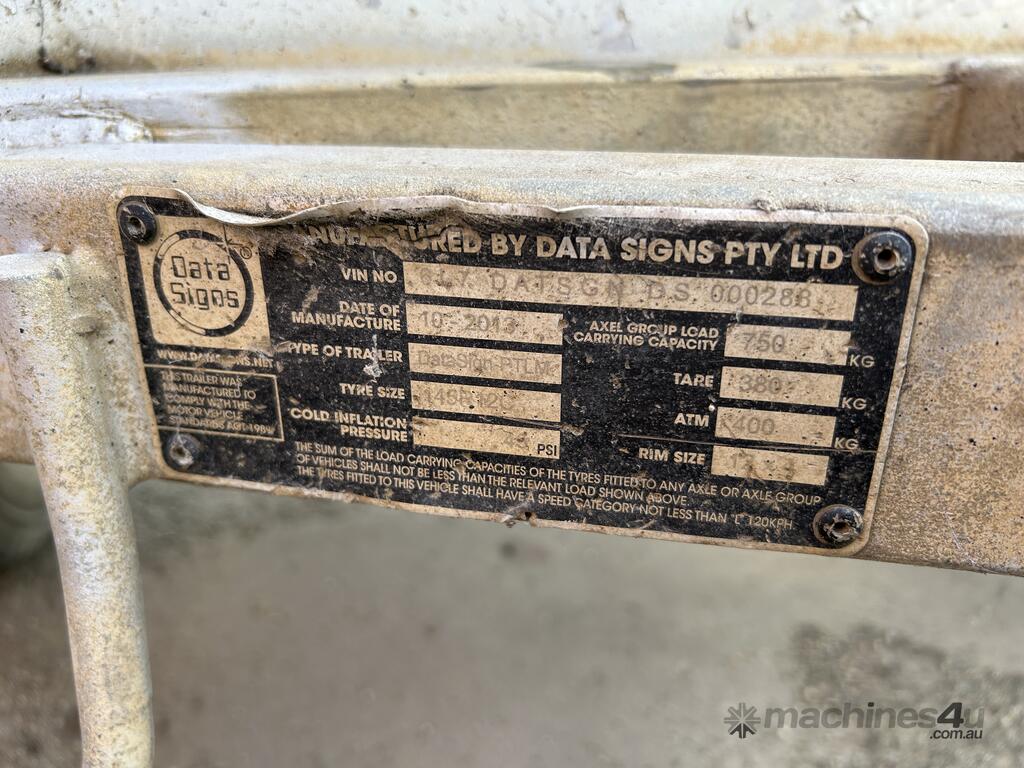 MANUFACTURED BY DATA SIGNS PTY LTD
Data Signs ®
WWW.DATASIGNS.NET
THIS TRAILER WAS
MANUFACTURED TO
COMPLY WITH THE
MOTOR VEHICLE
STANDARDS ACT 1989
VIN NO DATSGN DS 000288
DATE OF MANUFACTURE 10-2013
TYPE OF TRAILER
TYRE SIZE
COLD INFLATION PRESSURE PSI
AXEL GROUP LOAD CARRYING CAPACITY 750 KG
TARE 380 KG
ATM 400 KG
RIM SIZE
THE SUM OF THE LOAD CARRYING CAPACITIES OF THE TYRES FITTED TO ANY AXLE OR AXLE GROUP
OF VEHICLES SHALL NOT BE LESS THAN THE RELEVANT LOAD SHOWN ABOVE
THE TYRES FITTED TO THIS VEHICLE SHALL HAVE A SPEED CATEGORY NOT LESS THAN "L" 120KPH
machines4u
.com.au